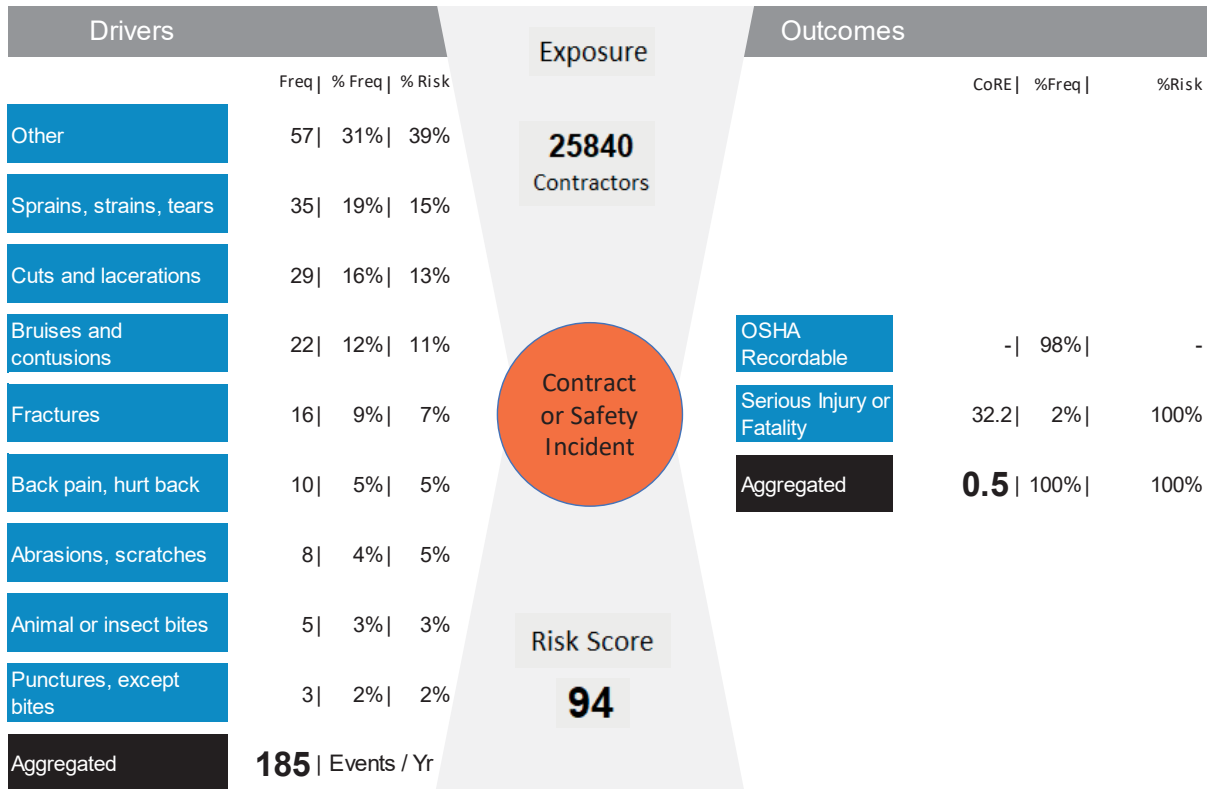 Drivers
Exposure
Outcomes
Freq | % Freq | % Risk
CoRE | %Freq | %Risk
Other 57| 31%| 39%
25840
Contractors
Sprains, strains, tears 35| 19%| 15%
Cuts and lacerations 29| 16%| 13%
Bruises and
contusions 22| 12%| 11%
Fractures 16| 9%| 7%
Back pain, hurt back 10| 5%| 5%
Abrasions, scratches 8| 4%| 5%
Animal or insect bites 5| 3%| 3%
Punctures, except
bites 3| 2%| 2%
Aggregated 185 | Events / Yr
Contract
or Safety
Incident
Risk Score
94
OSHA
Recordable -| 98%| -
Serious Injury or
Fatality 32.2| 2%| 100%
Aggregated 0.5 | 100%| 100%